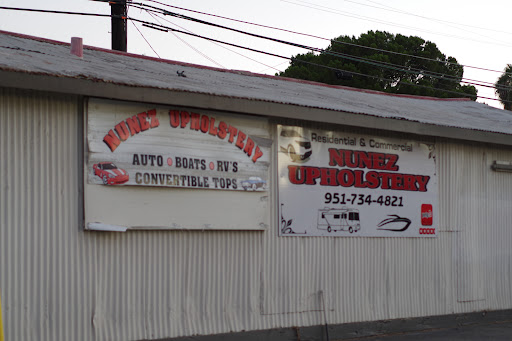 NUNEZ UPHOLSTERY
AUTO • BOATS • RV'S
CONVERTIBLE TOPS
Residential & Commercial
NUNEZ
UPHOLSTERY
951-734-4821